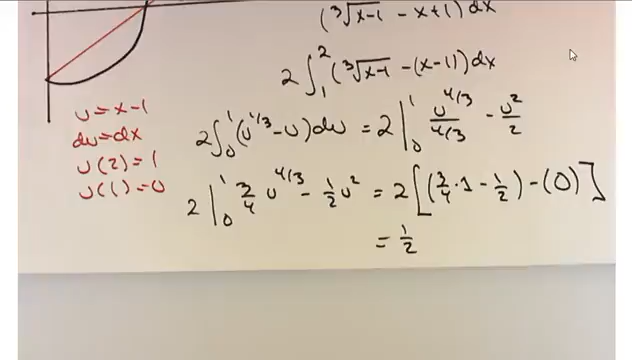 (∛x-1 - x+1) dx
2∫₁² (∛x-1 - (x-1)) dx
u = x-1
du = dx
u(2) = 1
u(1) = 0
2∫₀¹ (u^1/3 - u) du = 2 |₀¹ u^4/3 / 4/3 - u²/2
2 |₀¹ 3/4 u^4/3 - 1/2 u² = 2[(3/4 · 1 - 1/2) - (0)]
= 1/2